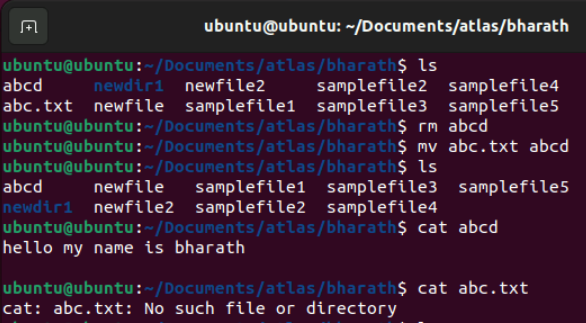 ubuntu@ubuntu: ~/Documents/atlas/bharath
ubuntu@ubuntu:~/Documents/atlas/bharath$ ls
abcd newdir1 newfile2 samplefile2 samplefile4
abc.txt newfile samplefile1 samplefile3 samplefile5
ubuntu@ubuntu:~/Documents/atlas/bharath$ rm abcd
ubuntu@ubuntu:~/Documents/atlas/bharath$ mv abc.txt abcd
ubuntu@ubuntu:~/Documents/atlas/bharath$ ls
abcd newfile samplefile1 samplefile3 samplefile5
newdir1 newfile2 samplefile2 samplefile4
ubuntu@ubuntu:~/Documents/atlas/bharath$ cat abcd
hello my name is bharath
ubuntu@ubuntu:~/Documents/atlas/bharath$ cat abc.txt
cat: abc.txt: No such file or directory